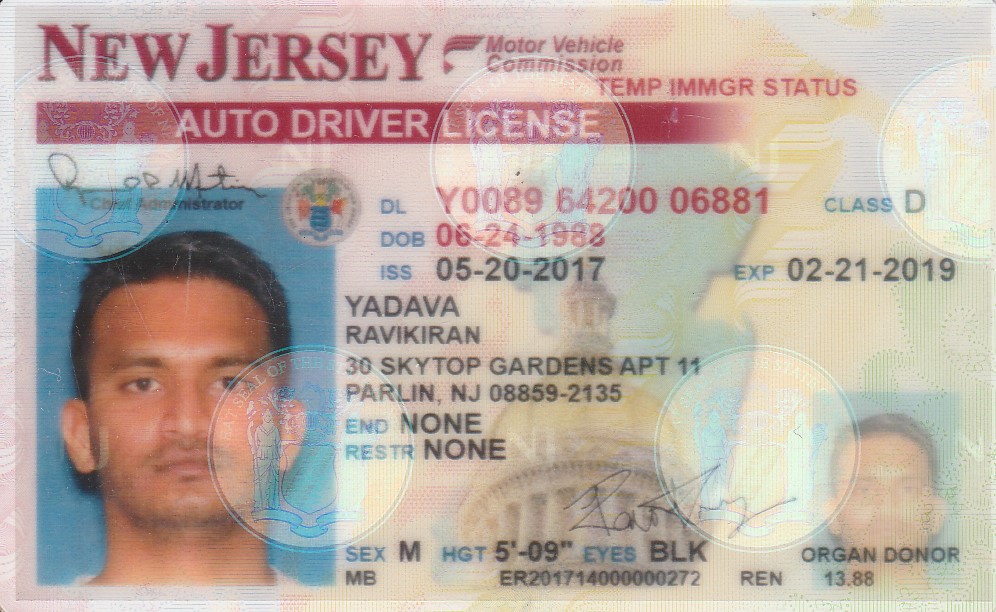 NEW JERSEY
Motor Vehicle
Commission
TEMP IMMGR STATUS
AUTO DRIVER LICENSE
Chief Administrator
DL Y0089 64200 06881 CLASS D
DOB 06-24-1988
ISS 05-20-2017 EXP 02-21-2019
YADAVA
RAVIKIRAN
30 SKYTOP GARDENS APT 11
PARLIN, NJ 08859-2135
END NONE
RESTR NONE
SEX M HGT 5'-09" EYES BLK ORGAN DONOR
MB ER201714000000272 REN 13.88